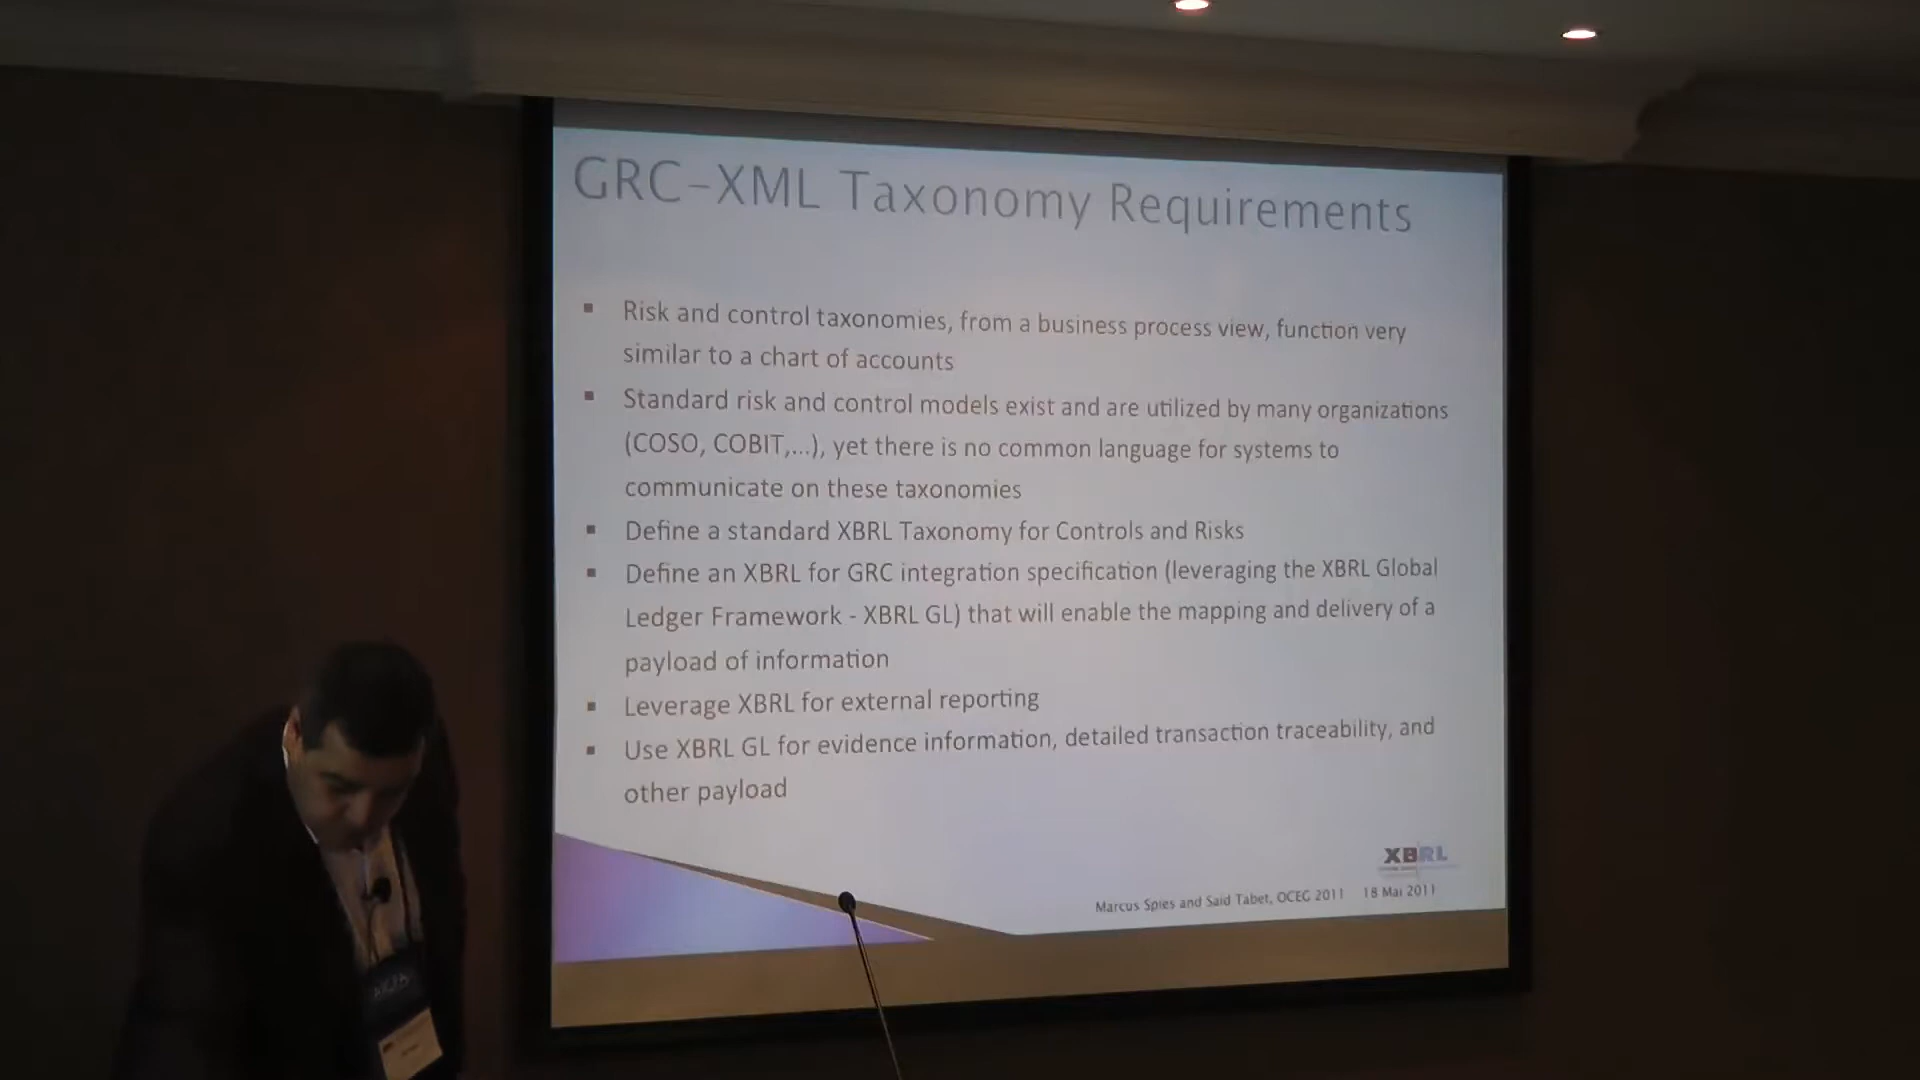 GRC-XML Taxonomy Requirements
▪ Risk and control taxonomies, from a business process view, function very
similar to a chart of accounts
▪ Standard risk and control models exist and are utilized by many organizations
(COSO, COBIT,...), yet there is no common language for systems to
communicate on these taxonomies
▪ Define a standard XBRL Taxonomy for Controls and Risks
▪ Define an XBRL for GRC integration specification (leveraging the XBRL Global
Ledger Framework - XBRL GL) that will enable the mapping and delivery of a
payload of information
▪ Leverage XBRL for external reporting
▪ Use XBRL GL for evidence information, detailed transaction traceability, and
other payload
XBRL
Marcus Spies and Said Tabet, OCEG 2011 18 Mai 2011